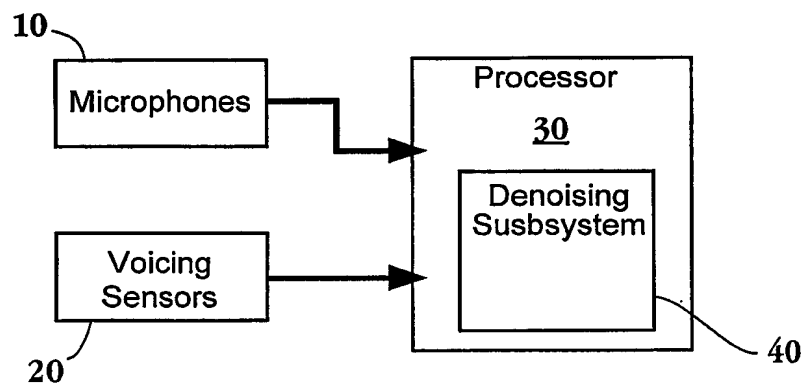 10
Microphones
Processor
30
Denoising
Susbsystem
Voicing
Sensors
20
40